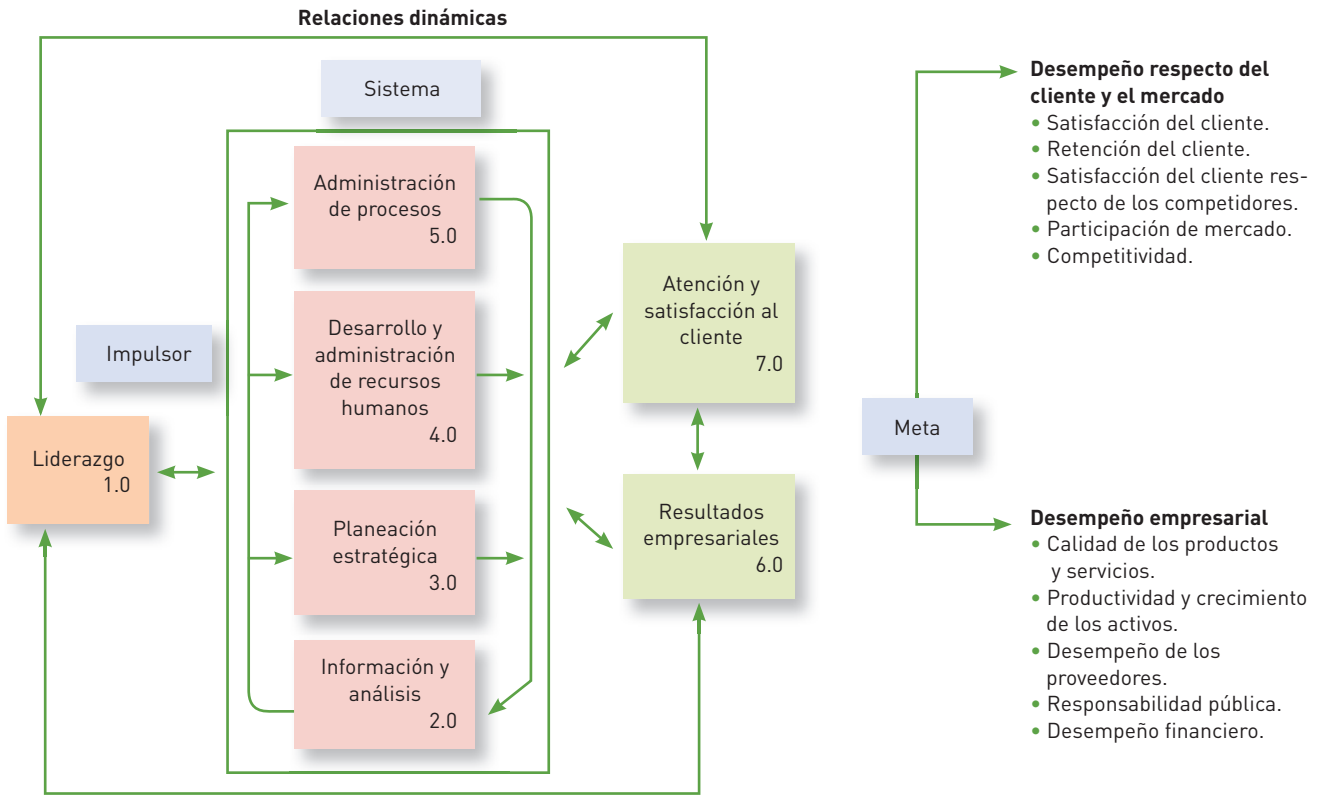 Relaciones dinámicas
Sistema
Administración
de procesos
5.0
Desarrollo y
administración
de recursos
humanos
4.0
Planeación
estratégica
3.0
Información y
análisis
2.0
Impulsor
Liderazgo
1.0
Atención y
satisfacción al
cliente
7.0
Resultados
empresariales
6.0
Meta
Desempeño respecto del
cliente y el mercado
• Satisfacción del cliente.
• Retención del cliente.
• Satisfacción del cliente res-
pecto de los competidores.
• Participación de mercado.
• Competitividad.
Desempeño empresarial
• Calidad de los productos
y servicios.
• Productividad y crecimiento
de los activos.
• Desempeño de los
proveedores.
• Responsabilidad pública.
• Desempeño financiero.